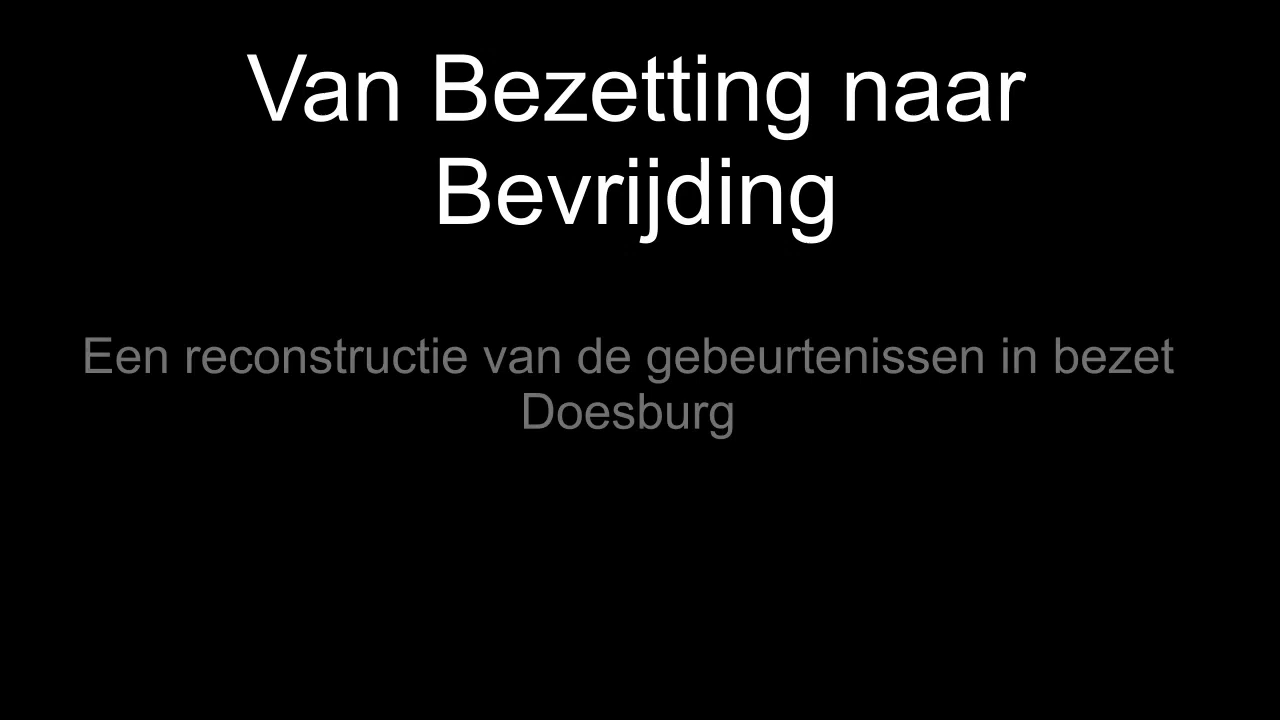 Van Bezetting naar
Bevrijding
Een reconstructie van de gebeurtenissen in bezet
Doesburg